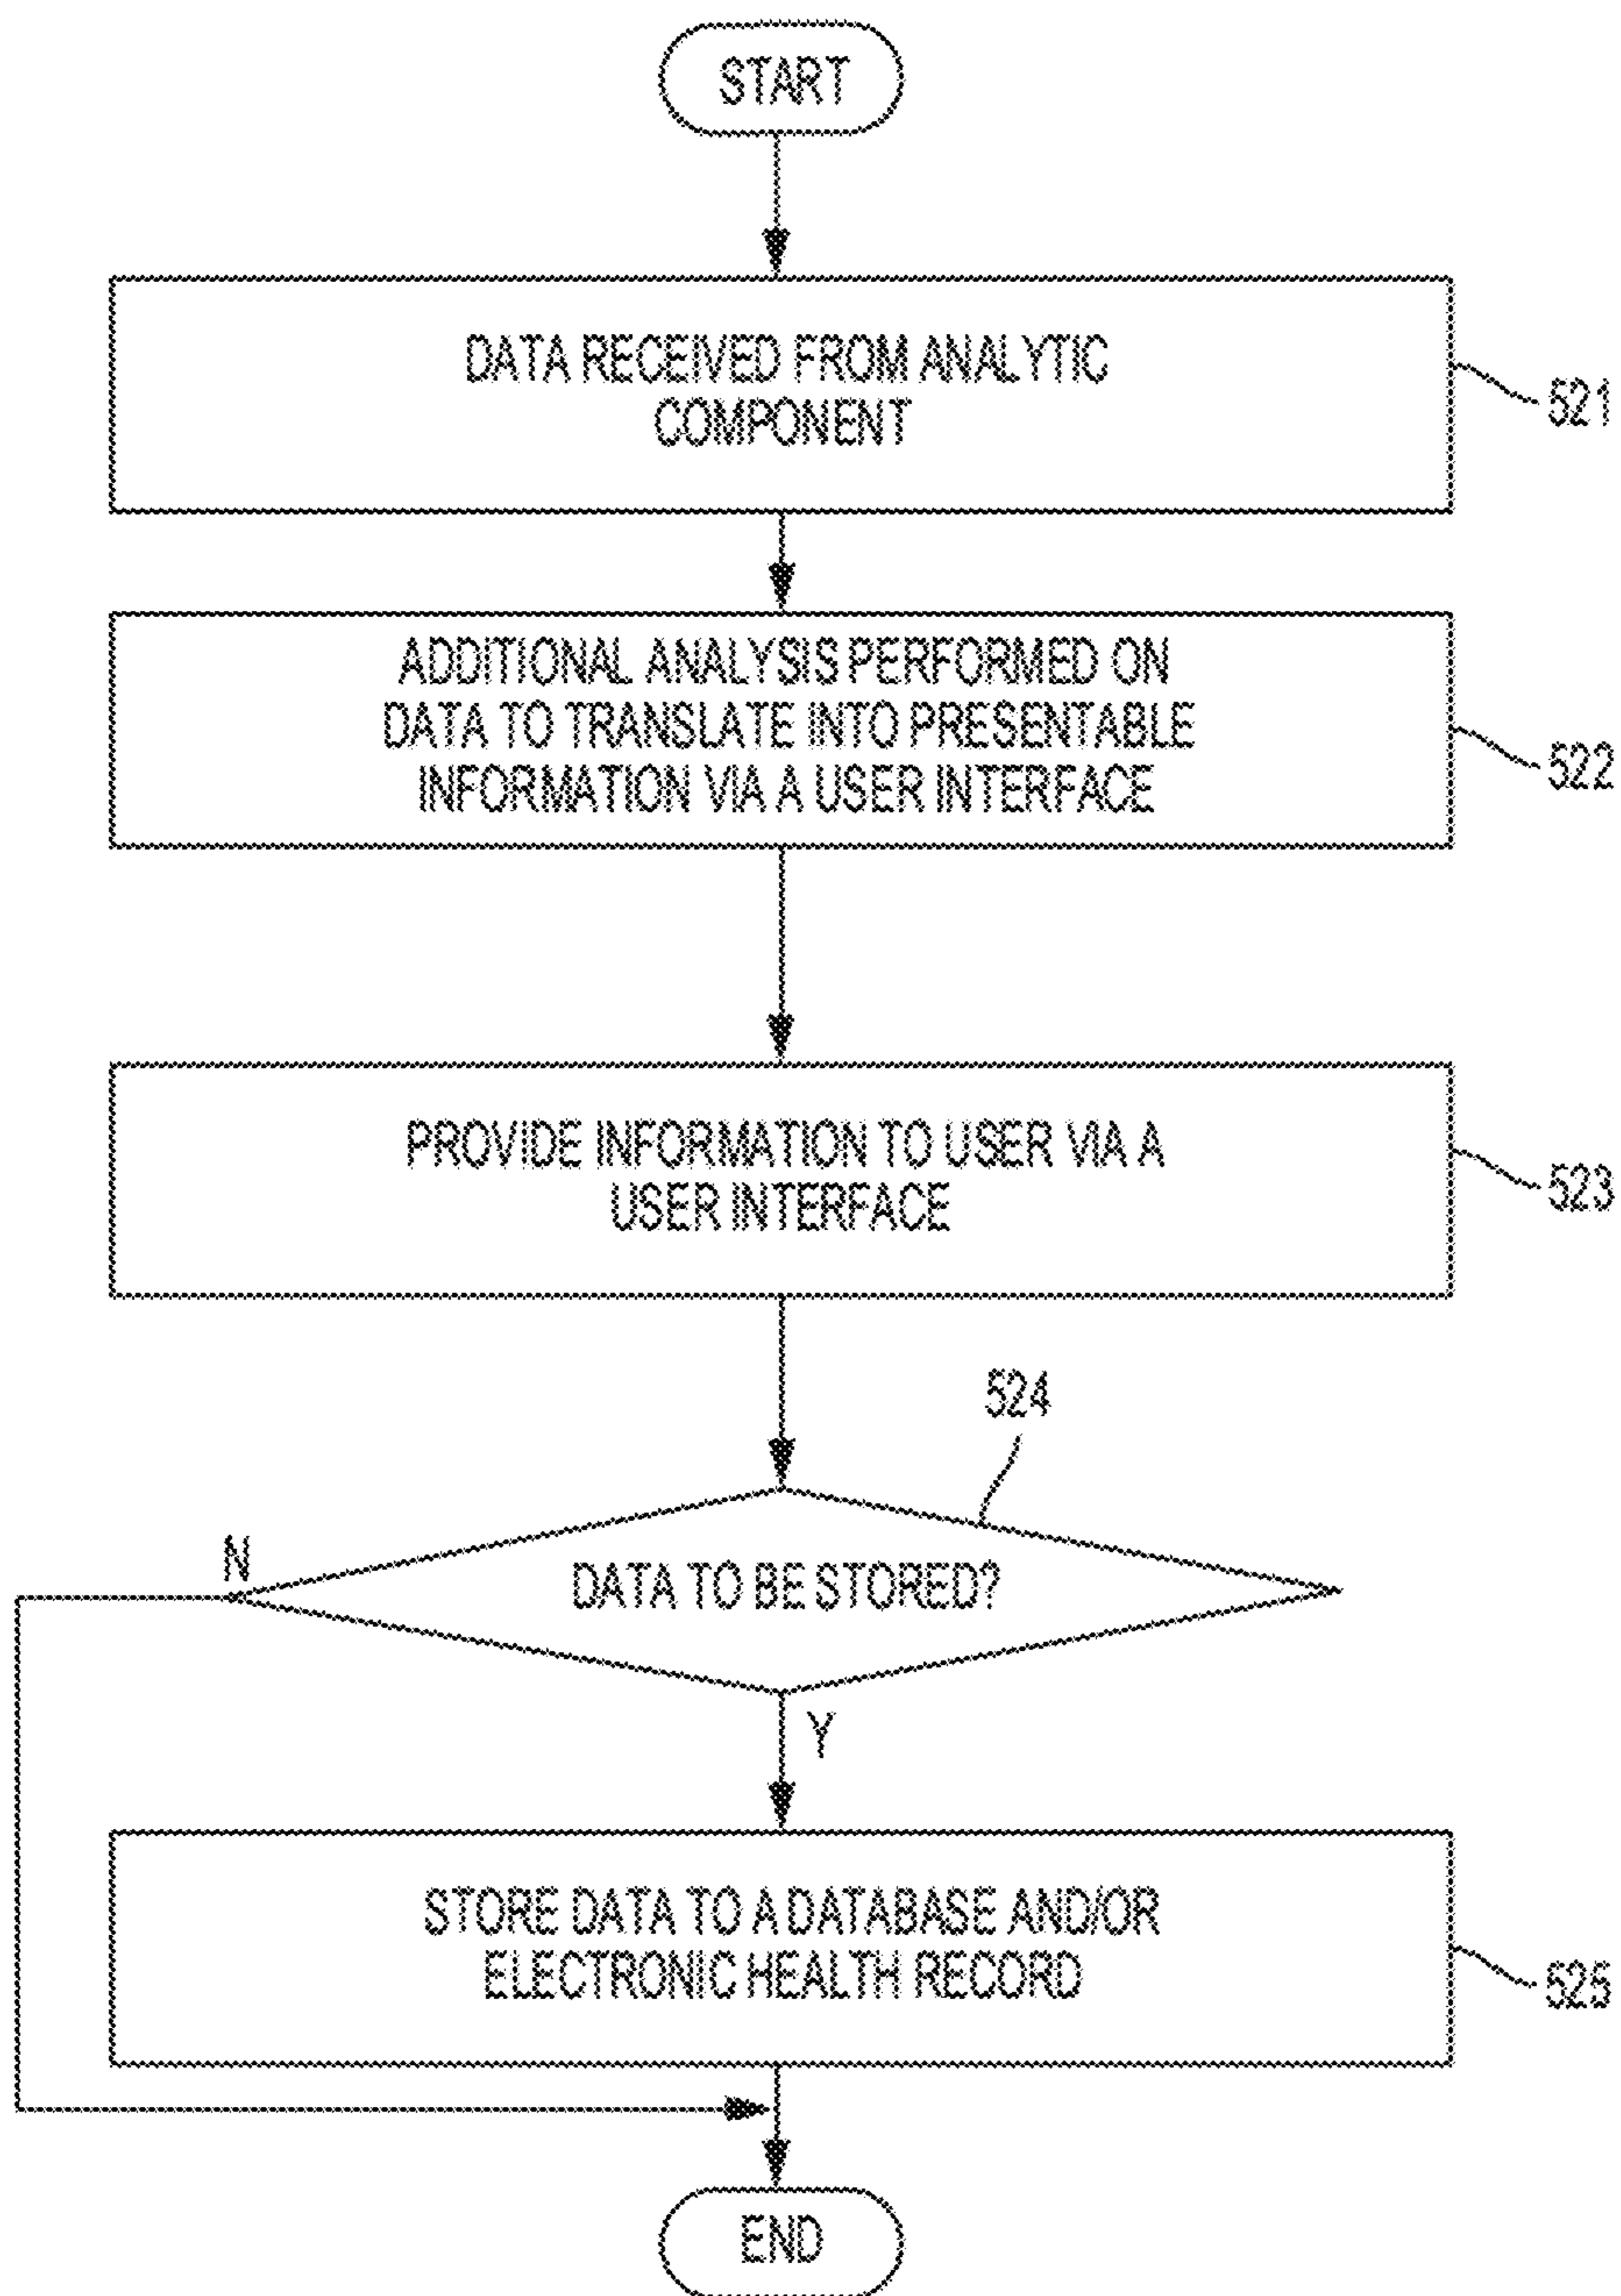 START
DATA RECEIVED FROM ANALYTIC
COMPONENT
521
ADDITIONAL ANALYSIS PERFORMED ON
DATA TO TRANSLATE INTO PRESENTABLE
INFORMATION VIA A USER INTERFACE
522
PROVIDE INFORMATION TO USER VIA A
USER INTERFACE
523
524
N
DATA TO BE STORED?
Y
STORE DATA TO A DATABASE AND/OR
ELECTRONIC HEALTH RECORD
525
END